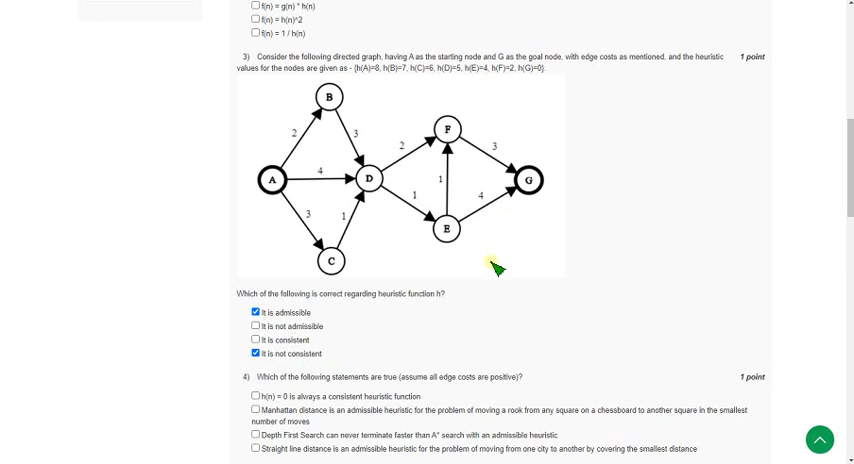 f(n) = g(n) * h(n)
f(n) = h(n)^2
f(n) = 1 / h(n)
3) Consider the following directed graph, having A as the starting node and G as the goal node, with edge costs as mentioned, and the heuristic 1 point
values for the nodes are given as - {h(A)=8, h(B)=7, h(C)=6, h(D)=5, h(E)=4, h(F)=2, h(G)=0}.
B
F
2
3
2
3
4
A
D
1
G
1
4
3
1
E
C
Which of the following is correct regarding heuristic function h?
It is admissible
It is not admissible
It is consistent
It is not consistent
4) Which of the following statements are true (assume all edge costs are positive)? 1 point
h(n) = 0 is always a consistent heuristic function
Manhattan distance is an admissible heuristic for the problem of moving a rook from any square on a chessboard to another square in the smallest
number of moves
Depth First Search can never terminate faster than A* search with an admissible heuristic
Straight line distance is an admissible heuristic for the problem of moving from one city to another by covering the smallest distance